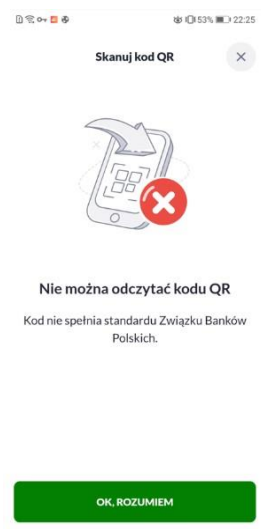 53% 22:25
Skanuj kod QR
Nie można odczytać kodu QR
Kod nie spełnia standardu Związku Banków
Polskich.
OK, ROZUMIEM